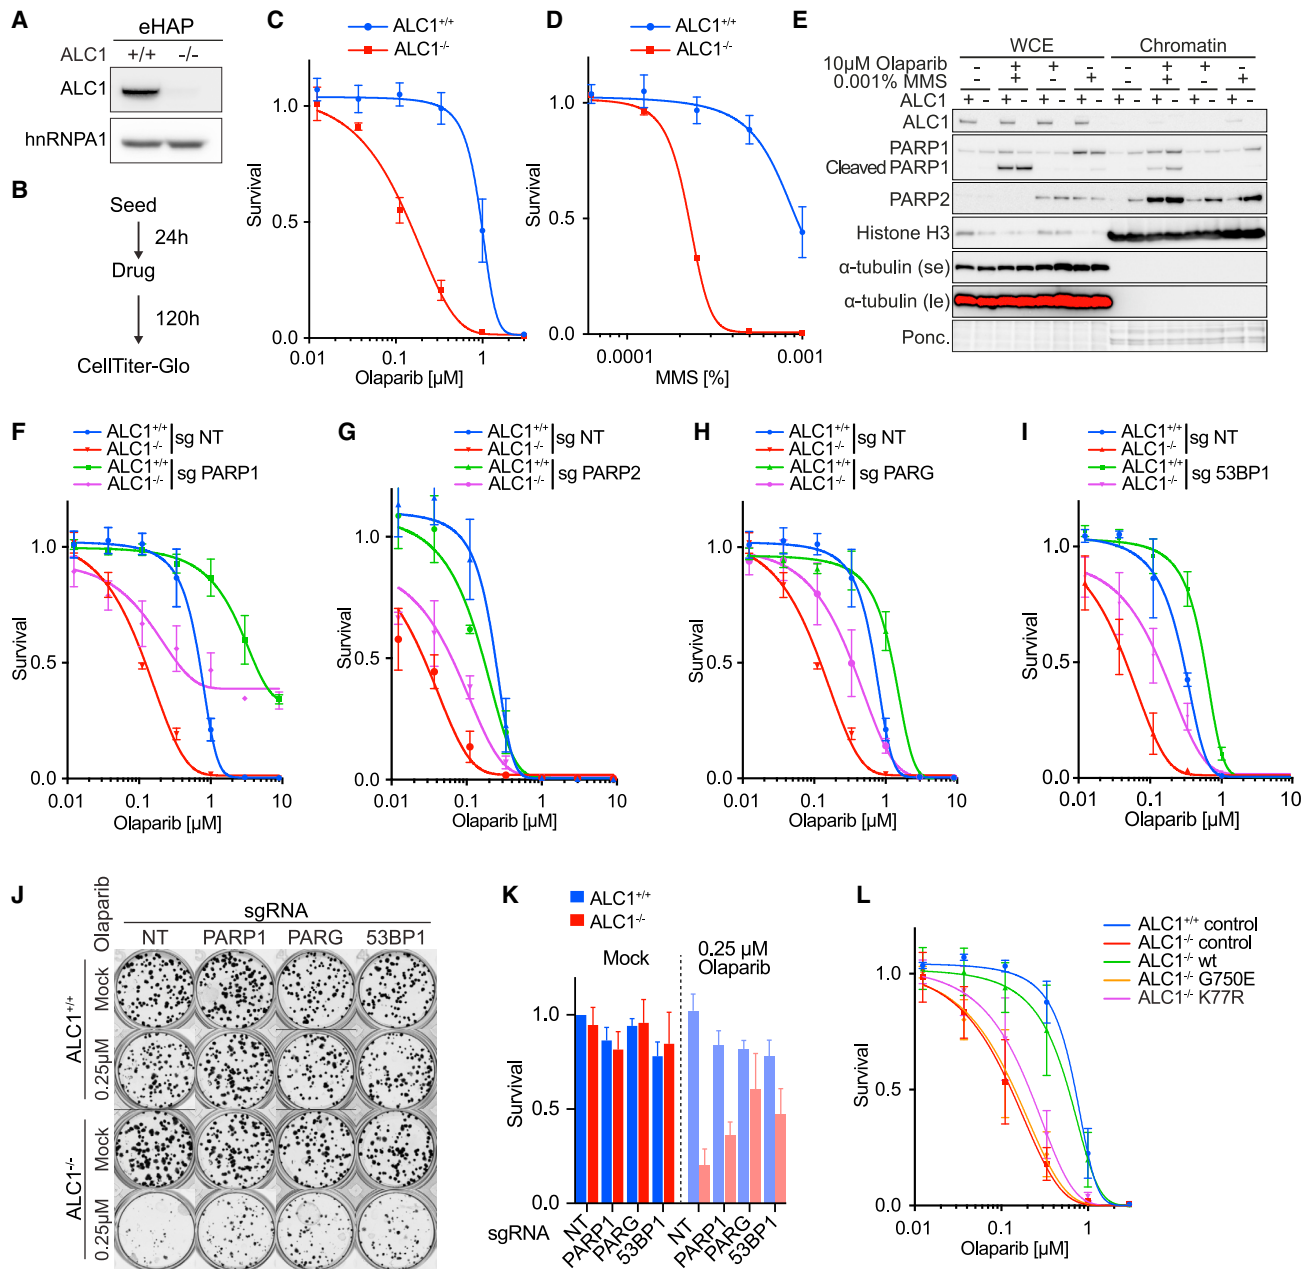 A
eHAP
ALC1 +/+ -/-
ALC1
hnRNPA1
B
Seed
24h
Drug
120h
CellTiter-Glo
C
ALC1+/+
ALC1-/-
Survival
1.0
0.5
0.0
0.01 0.1 1
Olaparib [µM]
D
ALC1+/+
ALC1-/-
Survival
1.0
0.5
0.0
0.0001 0.001
MMS [%]
E
WCE Chromatin
10µM Olaparib - + + - - + + -
0.001% MMS - + - + - + - +
ALC1 + - + - + - + - + - + - + - + -
ALC1
PARP1
Cleaved PARP1
PARP2
Histone H3
α-tubulin (se)
α-tubulin (le)
Ponc.
F
ALC1+/+
ALC1-/-
sg NT
ALC1+/+
ALC1-/-
sg PARP1
Survival
1.0
0.5
0.0
0.01 0.1 1 10
Olaparib [µM]
G
ALC1+/+
ALC1-/-
sg NT
ALC1+/+
ALC1-/-
sg PARP2
Survival
1.0
0.5
0.0
0.01 0.1 1 10
Olaparib [µM]
H
ALC1+/+
ALC1-/-
sg NT
ALC1+/+
ALC1-/-
sg PARG
Survival
1.0
0.5
0.0
0.01 0.1 1 10
Olaparib [µM]
I
ALC1+/+
ALC1-/-
sg NT
ALC1+/+
ALC1-/-
sg 53BP1
Survival
1.0
0.5
0.0
0.01 0.1 1 10
Olaparib [µM]
J
Olaparib
sgRNA
NT PARP1 PARG 53BP1
ALC1+/+
Mock
0.25µM
ALC1-/-
Mock
0.25µM
K
ALC1+/+
ALC1-/-
Mock
0.25 µM
Olaparib
Survival
1.0
0.5
0.0
sgRNA
NT PARP1 PARG 53BP1 NT PARP1 PARG 53BP1
L
ALC1+/+ control
ALC1-/- control
ALC1-/- wt
ALC1-/- G750E
ALC1-/- K77R
Survival
1.0
0.5
0.0
0.01 0.1 1
Olaparib [µM]